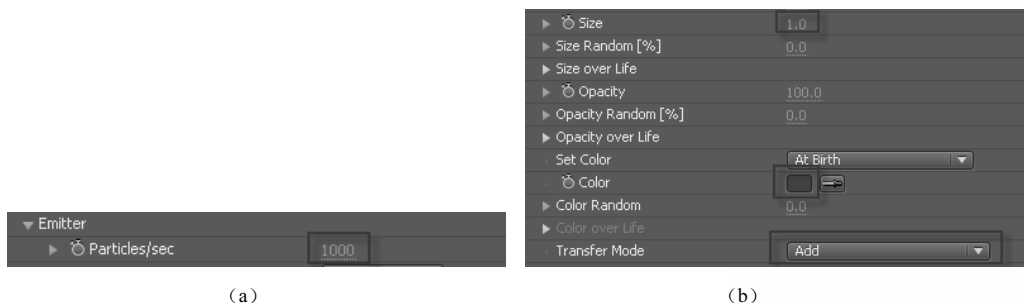 Emitter
Particles/sec 1000
(a)
Size 1.0
Size Random [%] 0.0
Size over Life
Opacity 100.0
Opacity Random [%] 0.0
Opacity over Life
Set Color At Birth
Color
Color Random 0.0
Color over Life
Transfer Mode Add
(b)